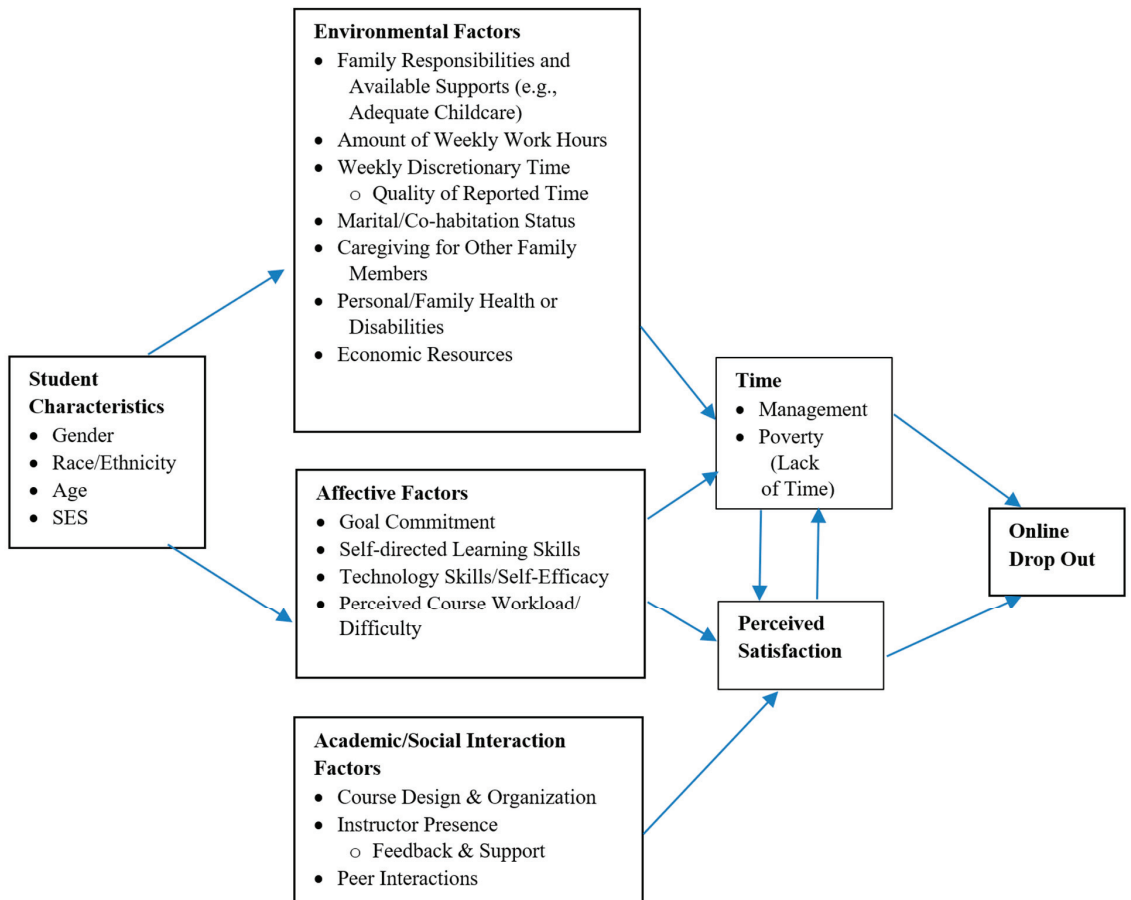 Environmental Factors
• Family Responsibilities and
Available Supports (e.g.,
Adequate Childcare)
• Amount of Weekly Work Hours
• Weekly Discretionary Time
o Quality of Reported Time
• Marital/Co-habitation Status
• Caregiving for Other Family
Members
• Personal/Family Health or
Disabilities
• Economic Resources
Student
Characteristics
• Gender
• Race/Ethnicity
• Age
• SES
Affective Factors
• Goal Commitment
• Self-directed Learning Skills
• Technology Skills/Self-Efficacy
• Perceived Course Workload/
Difficulty
Academic/Social Interaction
Factors
• Course Design & Organization
• Instructor Presence
o Feedback & Support
• Peer Interactions
Time
• Management
• Poverty
(Lack
of Time)
Perceived
Satisfaction
Online
Drop Out